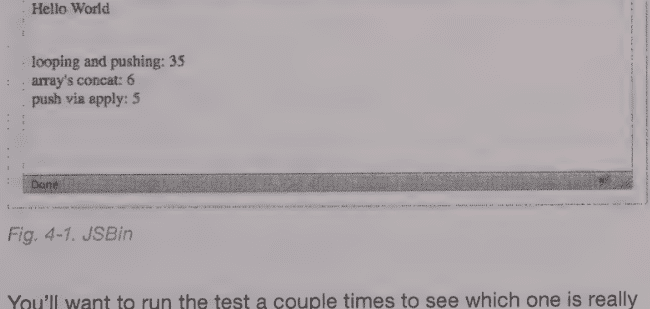 Hello World
looping and pushing: 35
array's concat: 6
push via apply: 5
Done
Fig. 4-1. JSBin
You'll want to run the test a couple times to see which one is really